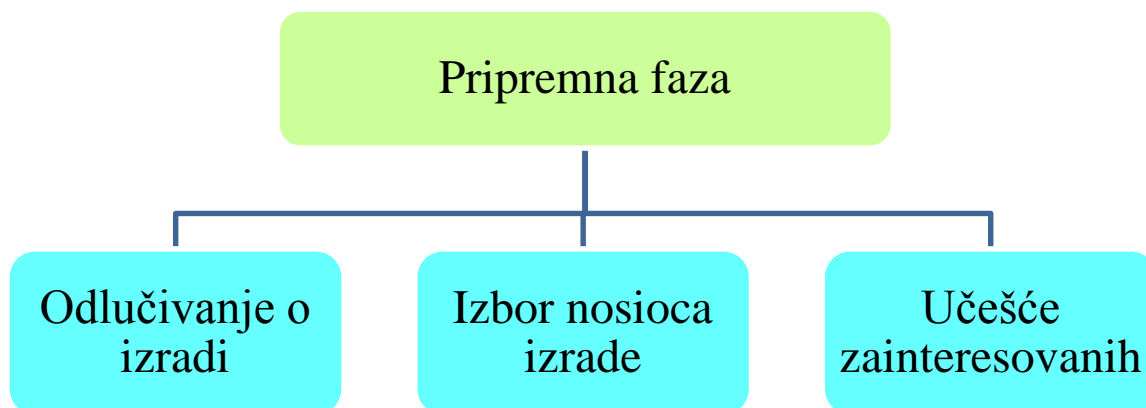 Pripremna faza
Odlučivanje o
izradi
Izbor nosioca
izrade
Učešće
zainteresovanih